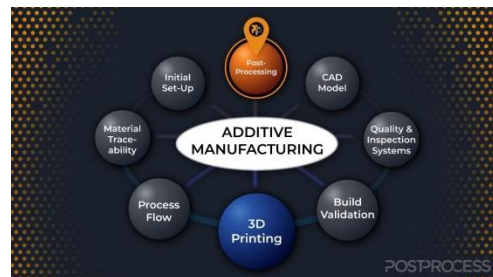 Post-
Processing
Initial
Set-Up
CAD
Model
Material
Trace-
ability
ADDITIVE
MANUFACTURING
Quality &
Inspection
Systems
Process
Flow
3D
Printing
Build
Validation
POSTPROCESS